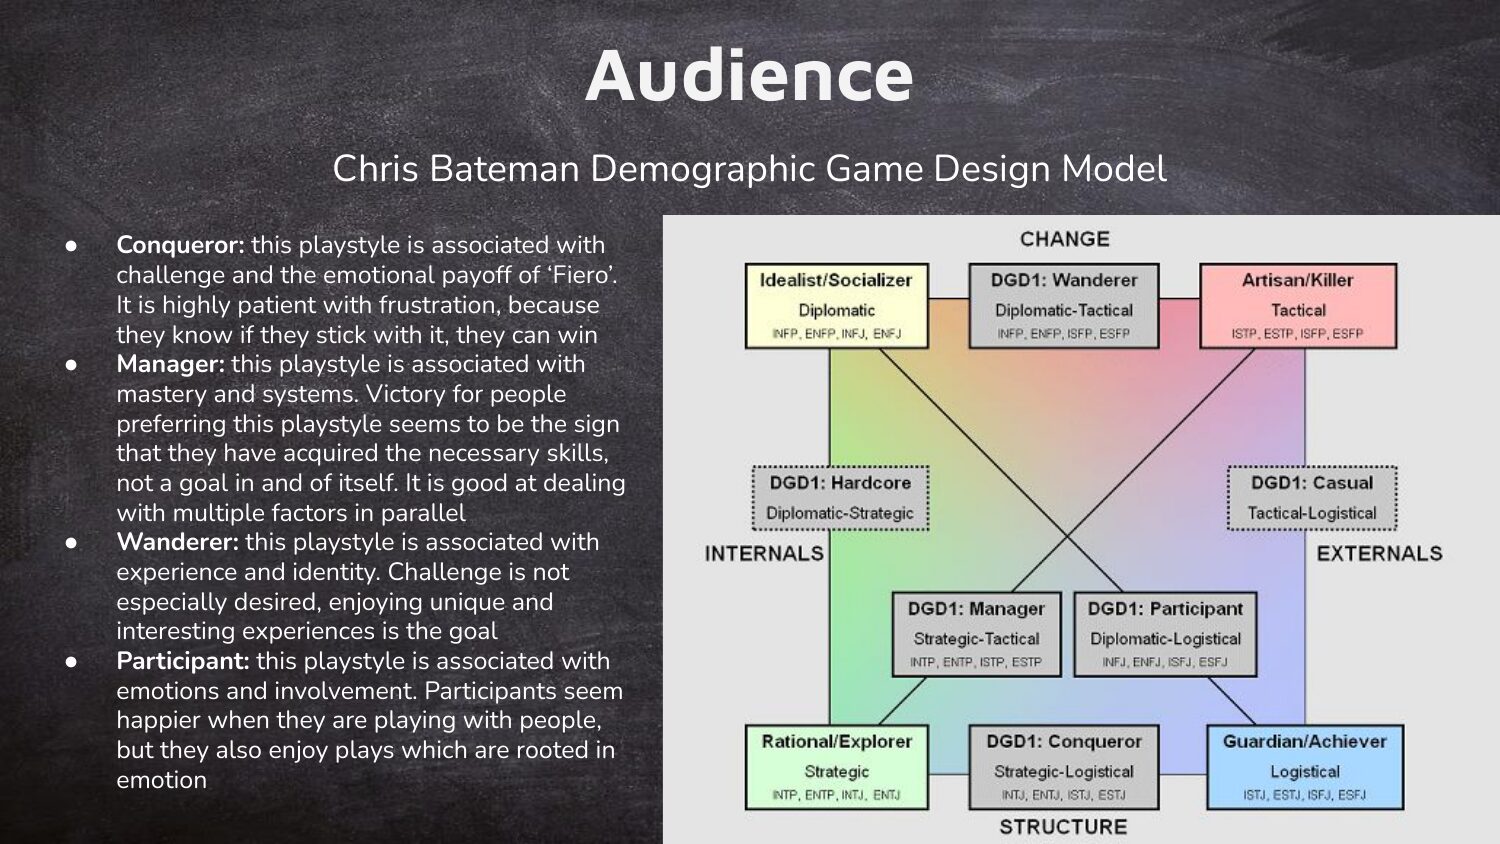 Audience
Chris Bateman Demographic Game Design Model
● Conqueror: this playstyle is associated with
challenge and the emotional payoff of ‘Fiero’.
It is highly patient with frustration, because
they know if they stick with it, they can win
● Manager: this playstyle is associated with
mastery and systems. Victory for people
preferring this playstyle seems to be the sign
that they have acquired the necessary skills,
not a goal in and of itself. It is good at dealing
with multiple factors in parallel
● Wanderer: this playstyle is associated with
experience and identity. Challenge is not
especially desired, enjoying unique and
interesting experiences is the goal
● Participant: this playstyle is associated with
emotions and involvement. Participants seem
happier when they are playing with people,
but they also enjoy plays which are rooted in
emotion
CHANGE
Idealist/Socializer
Diplomatic
INFP, ENFP, INFJ, ENFJ
DGD1: Wanderer
Diplomatic-Tactical
INFP, ENFP, ISFP, ESFP
Artisan/Killer
Tactical
ISTP, ESTP, ISFP, ESFP
DGD1: Hardcore
Diplomatic-Strategic
DGD1: Casual
Tactical-Logistical
INTERNALS
EXTERNALS
DGD1: Manager
Strategic-Tactical
INTP, ENTP, ISTP, ESTP
DGD1: Participant
Diplomatic-Logistical
INFJ, ENFJ, ISFJ, ESFJ
Rational/Explorer
Strategic
INTP, ENTP, INTJ, ENTJ
DGD1: Conqueror
Strategic-Logistical
INTJ, ENTJ, ISTJ, ESTJ
Guardian/Achiever
Logistical
ISTJ, ESTJ, ISFJ, ESFJ
STRUCTURE